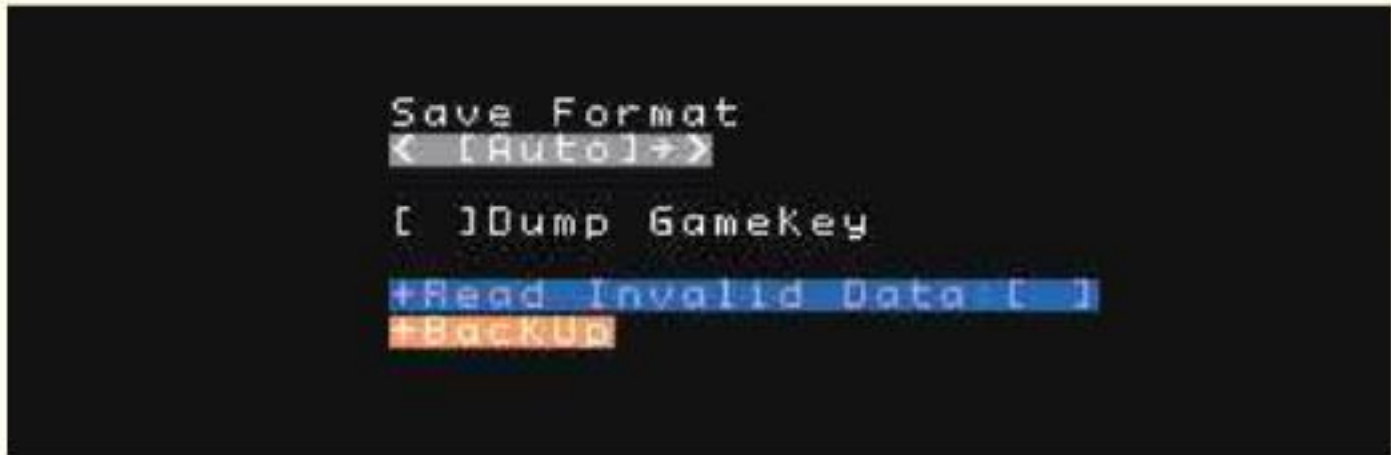 Save Format
< [Auto]→>
[ ]Dump GameKey
+Read Invalid Data [ ]
+BacKUp